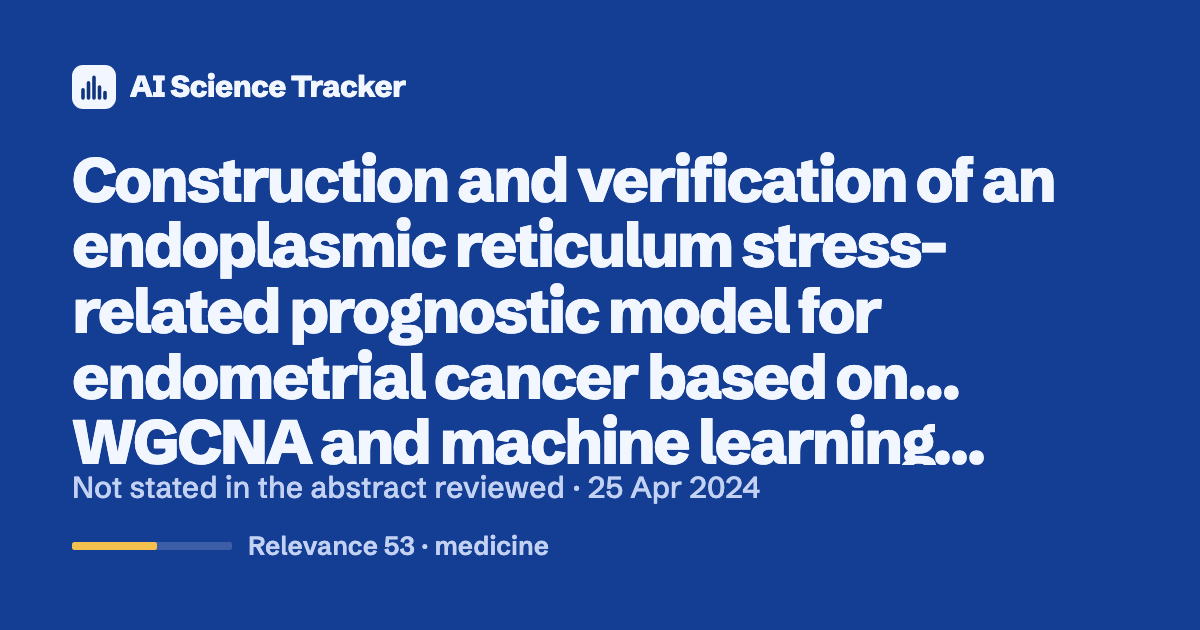 AI Science Tracker
Construction and verification of an
endoplasmic reticulum stress-
related prognostic model for
endometrial cancer based on...
WGCNA and machine learning...
Not stated in the abstract reviewed · 25 Apr 2024
Relevance 53 · medicine